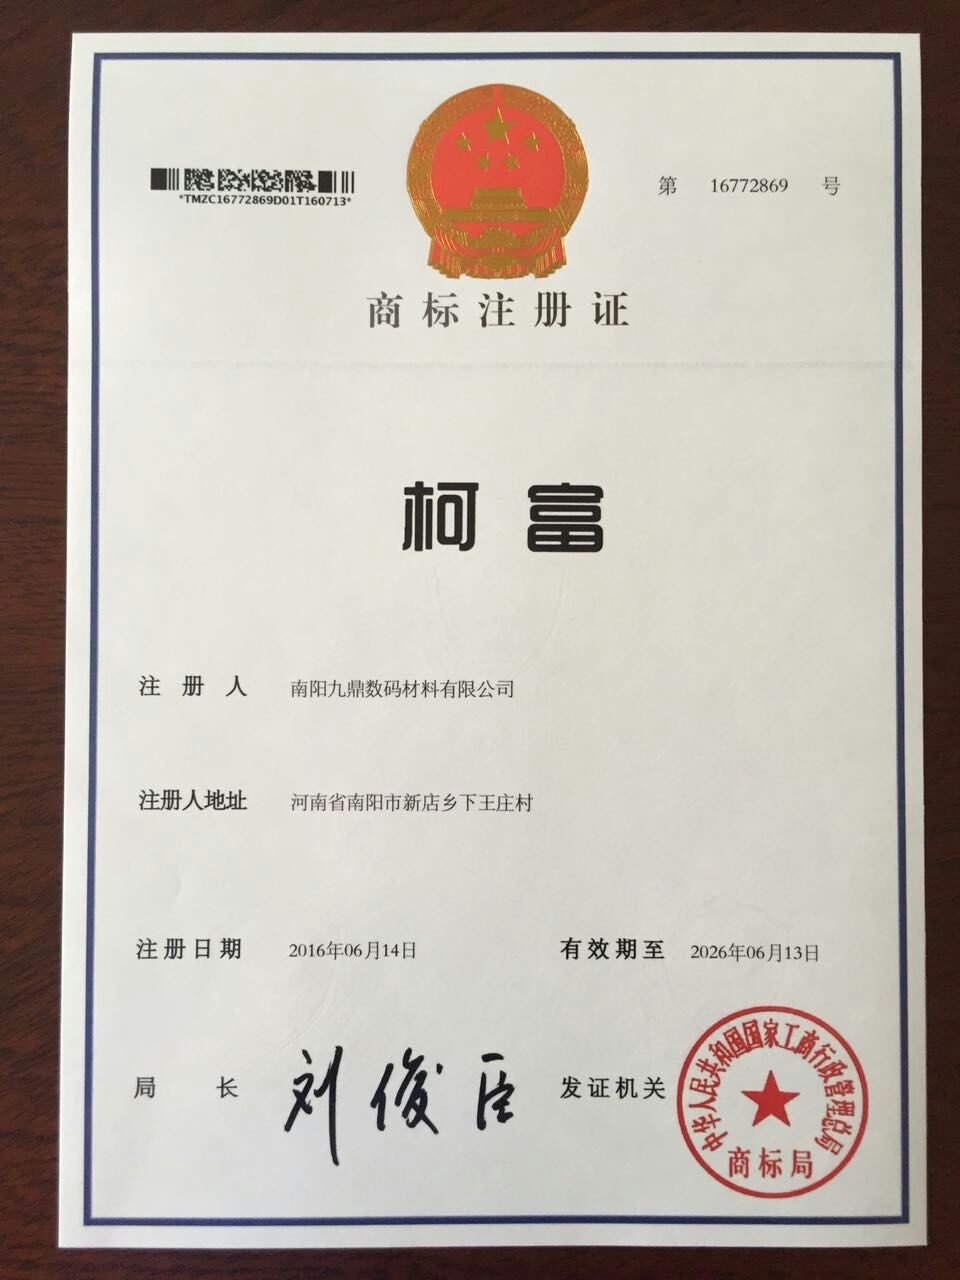 *TMZC16772869D01T160713*
第 16772869 号
商标注册证
柯富
注册人 南阳九鼎数码材料有限公司
注册人地址 河南省南阳市新店乡下王庄村
注册日期 2016年06月14日 有效期至 2026年06月13日
局长 刘俊臣 发证机关
中华人民共和国国家工商行政管理总局
商标局